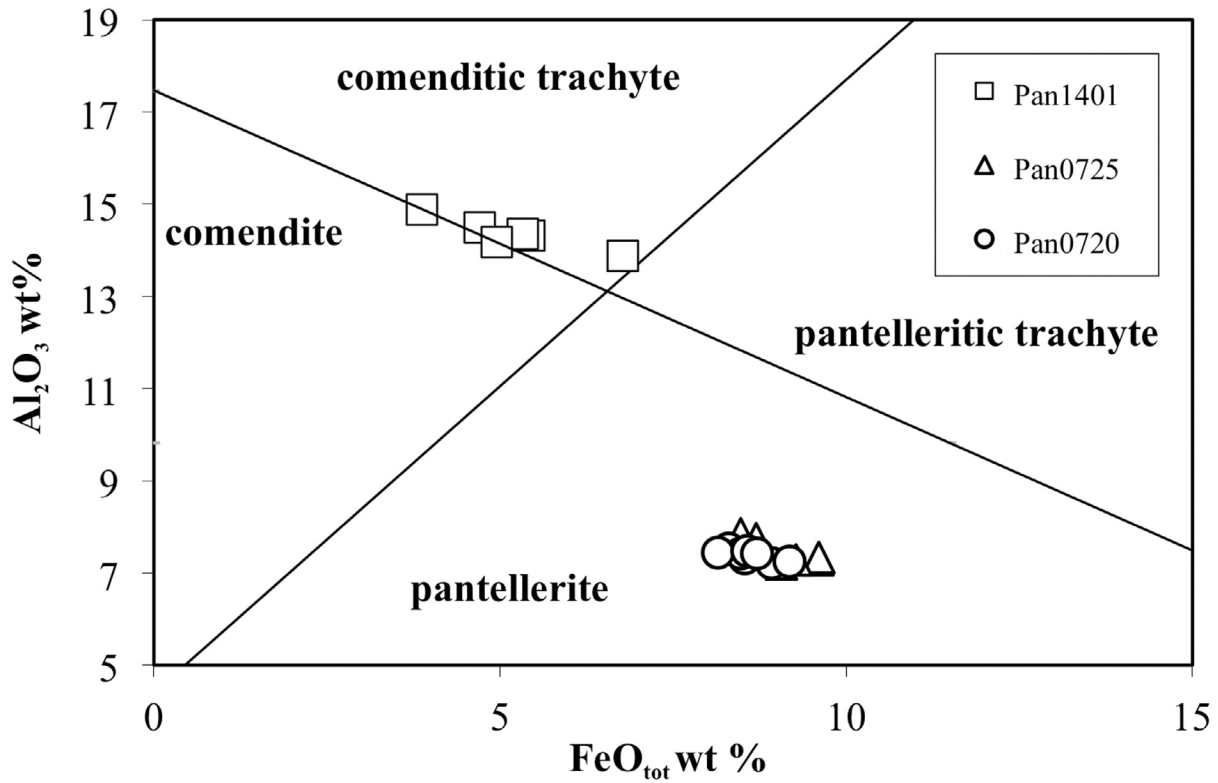 19
17
15
13
11
9
7
5
0
5
10
15
Al₂O₃ wt%
FeOₜₒₜ wt %
comenditic trachyte
comendite
pantelleritic trachyte
pantellerite
Pan1401
Pan0725
Pan0720